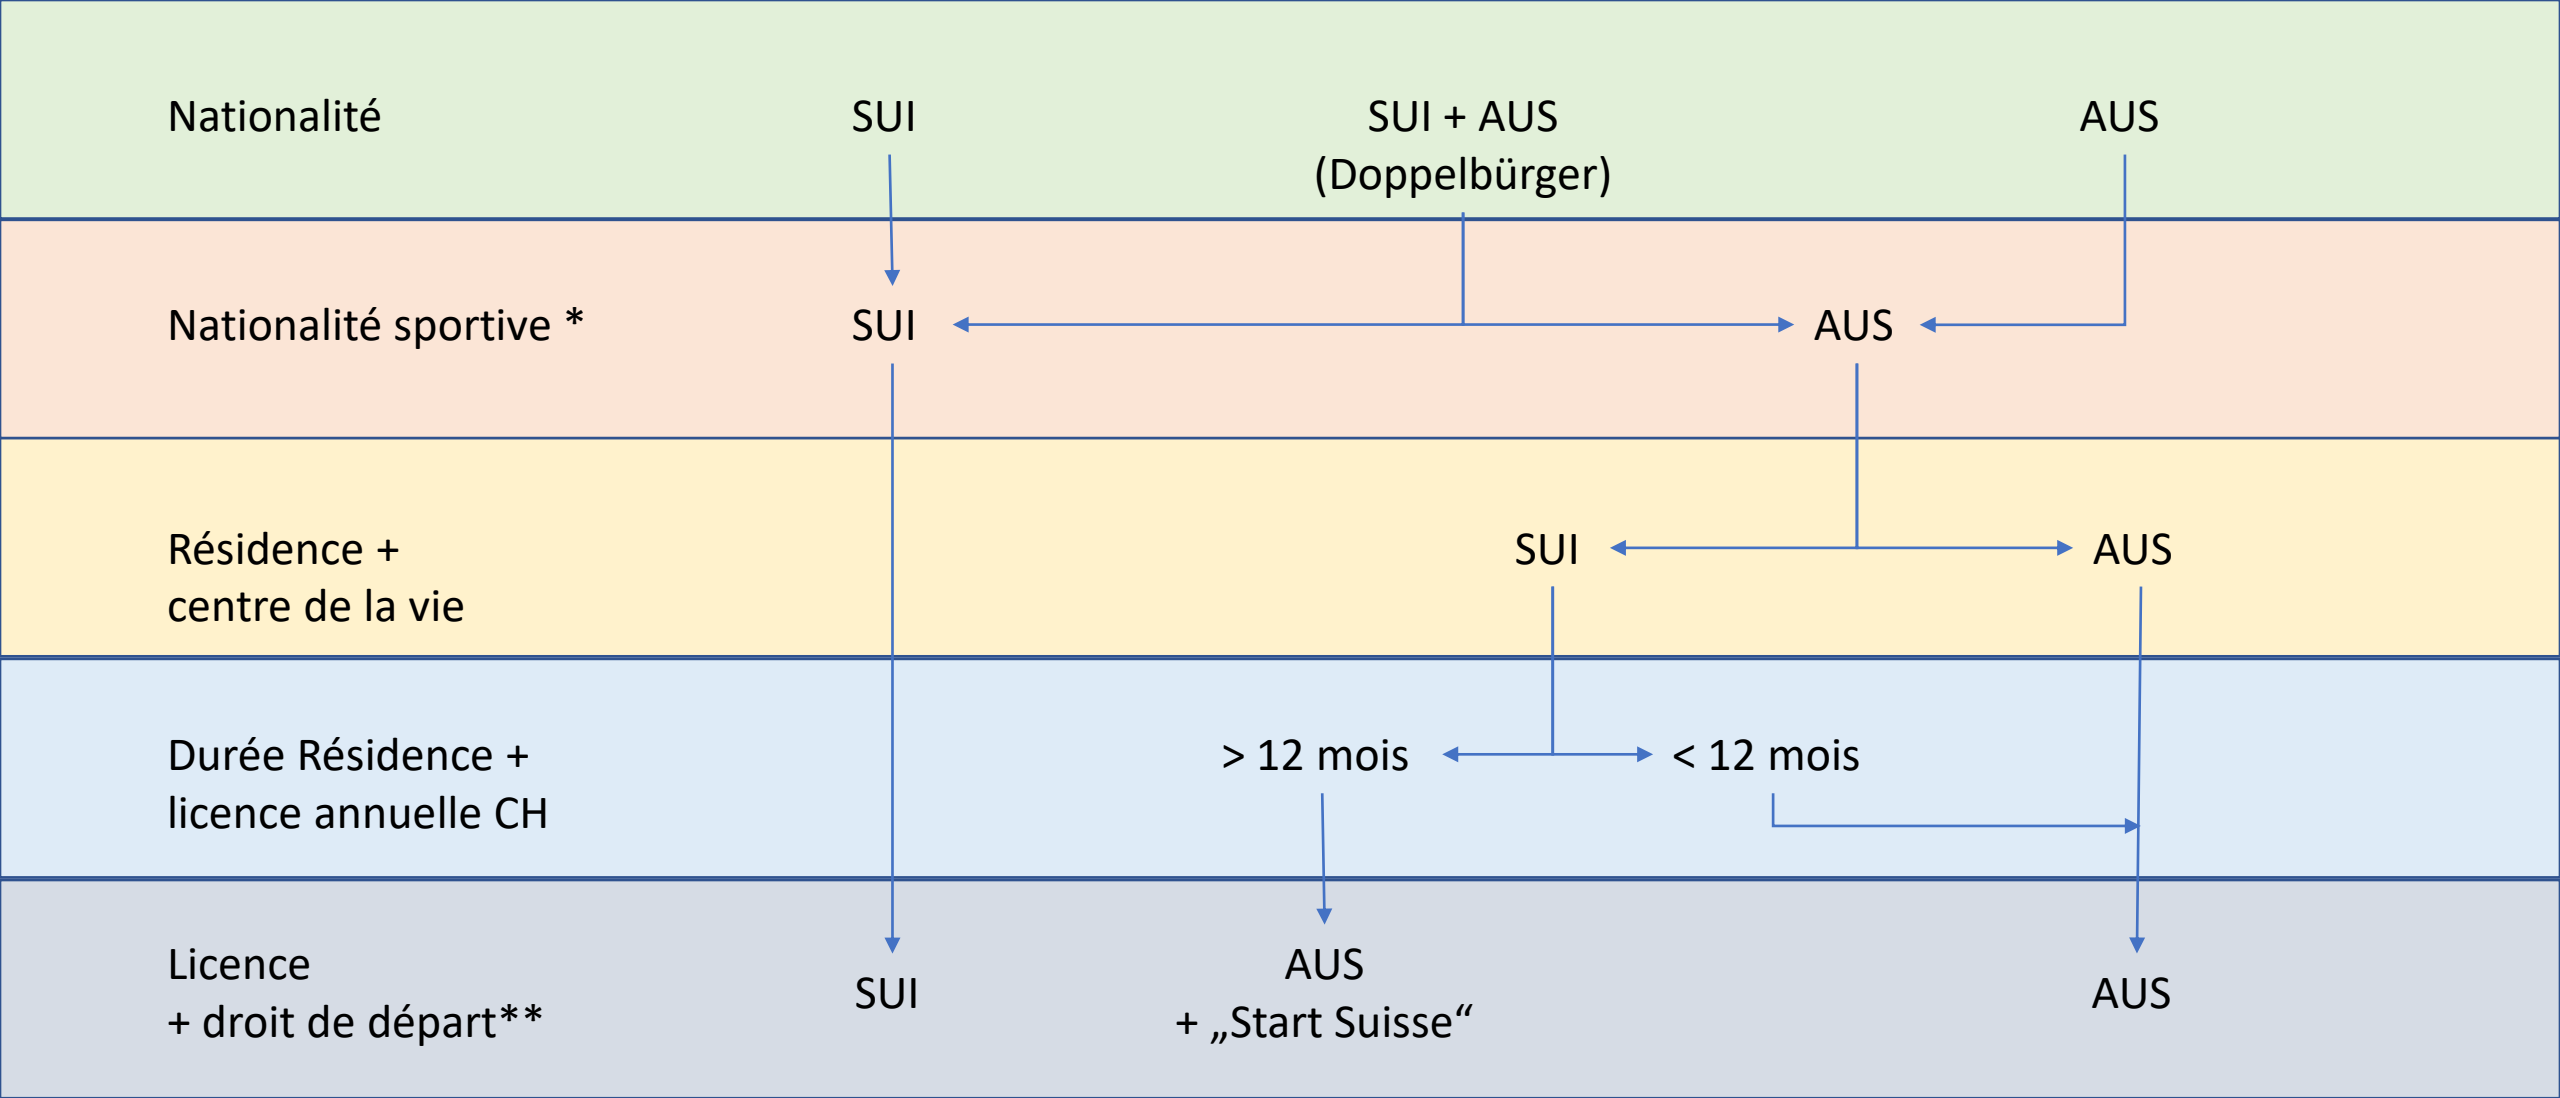 Nationalité
SUI
SUI + AUS
(Doppelbürger)
AUS
Nationalité sportive *
SUI
AUS
Résidence +
centre de la vie
SUI
AUS
Durée Résidence +
licence annuelle CH
> 12 mois
< 12 mois
Licence
+ droit de départ**
SUI
AUS
+ „Start Suisse“
AUS